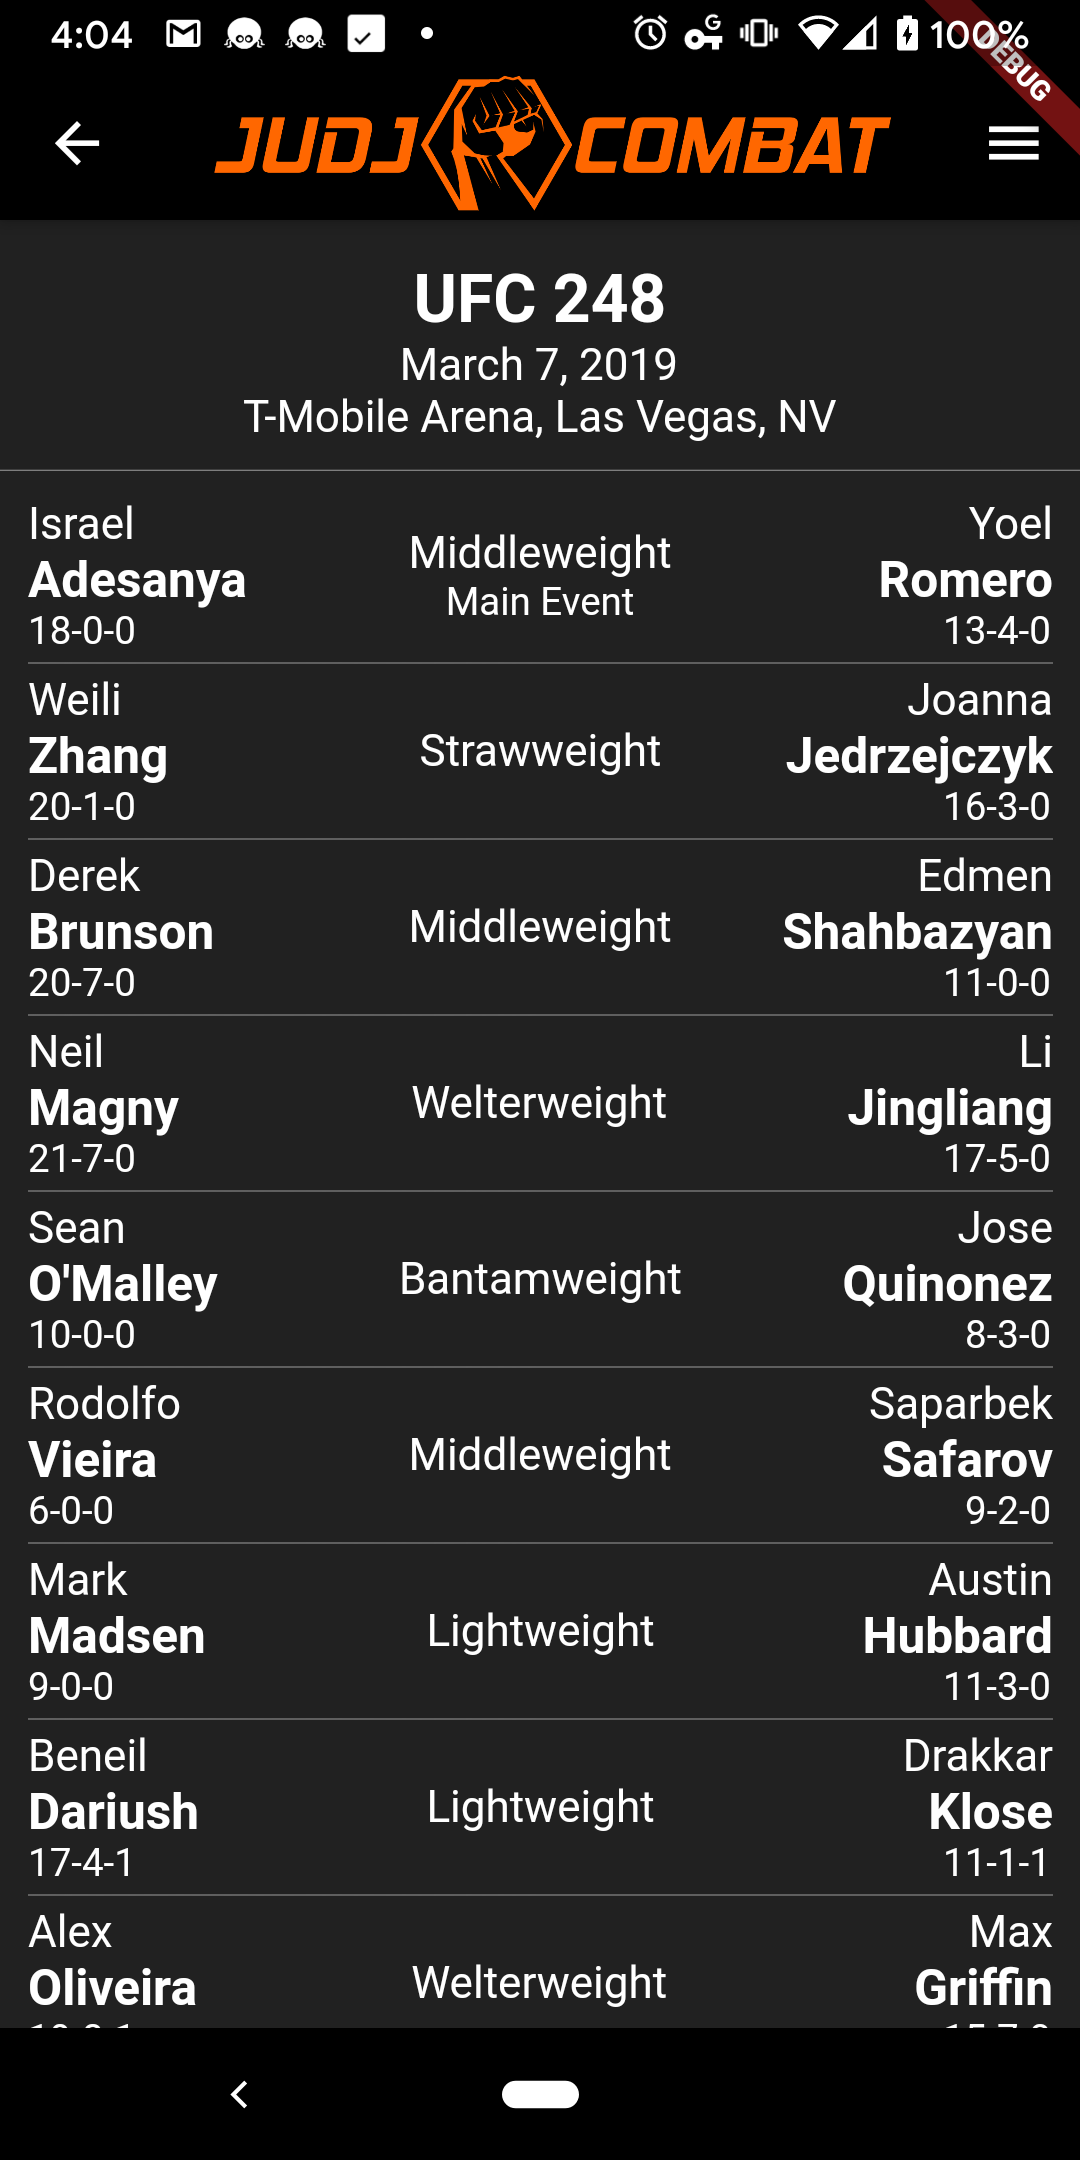 4:04
100%
DEBUG
JUDJ COMBAT
UFC 248
March 7, 2019
T-Mobile Arena, Las Vegas, NV
Israel
Adesanya
18-0-0
Middleweight
Main Event
Yoel
Romero
13-4-0
Weili
Zhang
20-1-0
Strawweight
Joanna
Jedrzejczyk
16-3-0
Derek
Brunson
20-7-0
Middleweight
Edmen
Shahbazyan
11-0-0
Neil
Magny
21-7-0
Welterweight
Li
Jingliang
17-5-0
Sean
O'Malley
10-0-0
Bantamweight
Jose
Quinonez
8-3-0
Rodolfo
Vieira
6-0-0
Middleweight
Saparbek
Safarov
9-2-0
Mark
Madsen
9-0-0
Lightweight
Austin
Hubbard
11-3-0
Beneil
Dariush
17-4-1
Lightweight
Drakkar
Klose
11-1-1
Alex
Oliveira
Welterweight
Max
Griffin